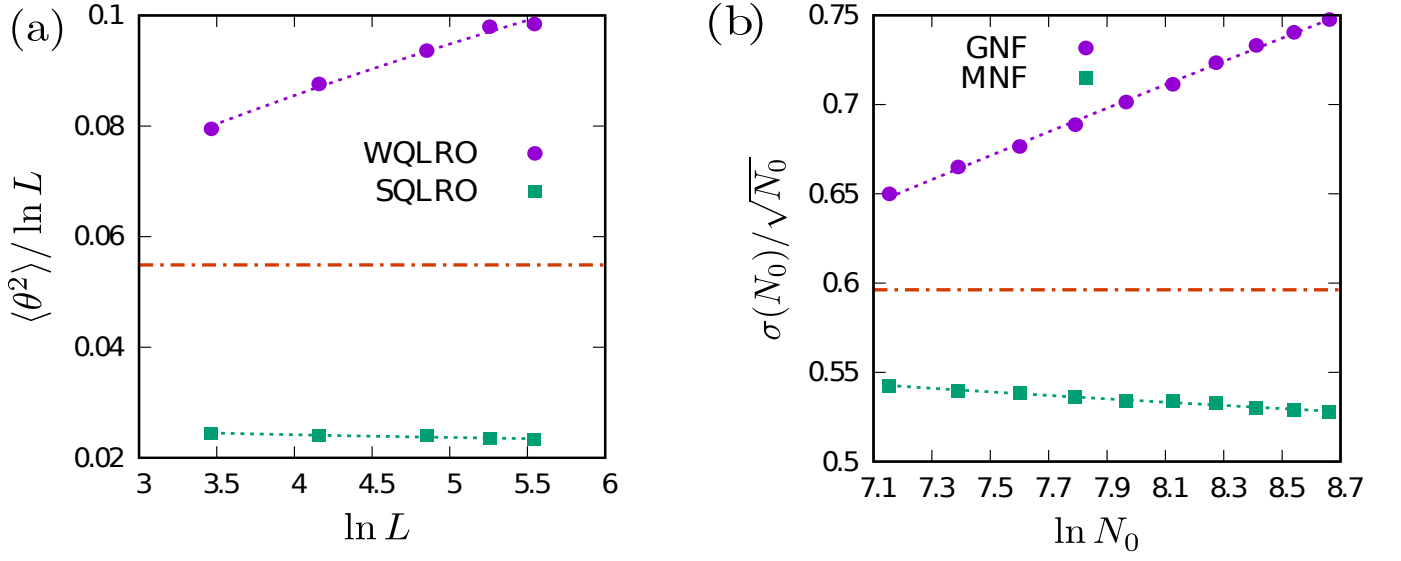 (a)
0.1
0.08
0.06
0.04
0.02
⟨θ²⟩/ ln L
WQLRO
SQLRO
3 3.5 4 4.5 5 5.5 6
ln L
(b)
0.75
0.7
0.65
0.6
0.55
0.5
σ(N₀)/√N₀
GNF
MNF
7.1 7.3 7.5 7.7 7.9 8.1 8.3 8.5 8.7
ln N₀